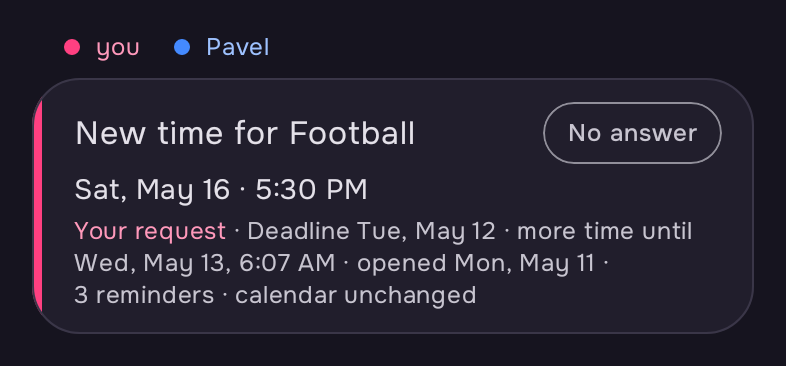 you Pavel
New time for Football
No answer
Sat, May 16 · 5:30 PM
Your request · Deadline Tue, May 12 · more time until
Wed, May 13, 6:07 AM · opened Mon, May 11 ·
3 reminders · calendar unchanged